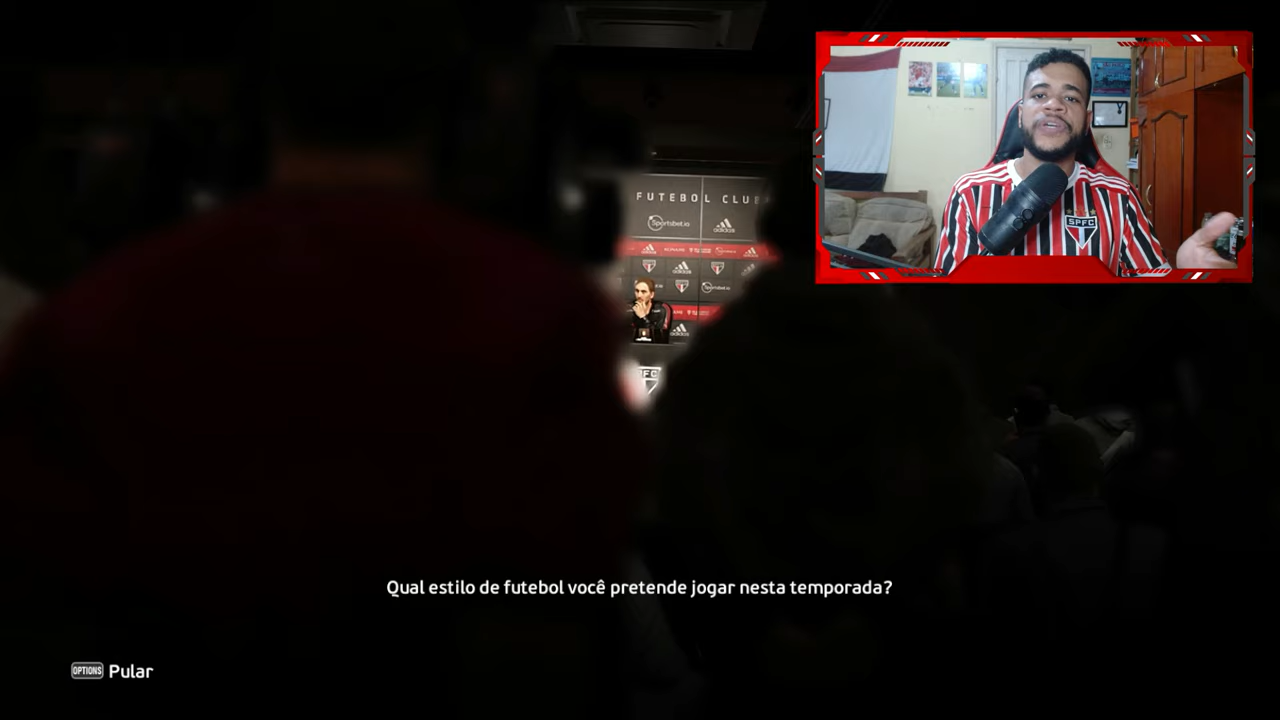 FUTEBOL CLUB
Sportsbet.io
adidas
SPFC
Qual estilo de futebol você pretende jogar nesta temporada?
OPTIONS Pular